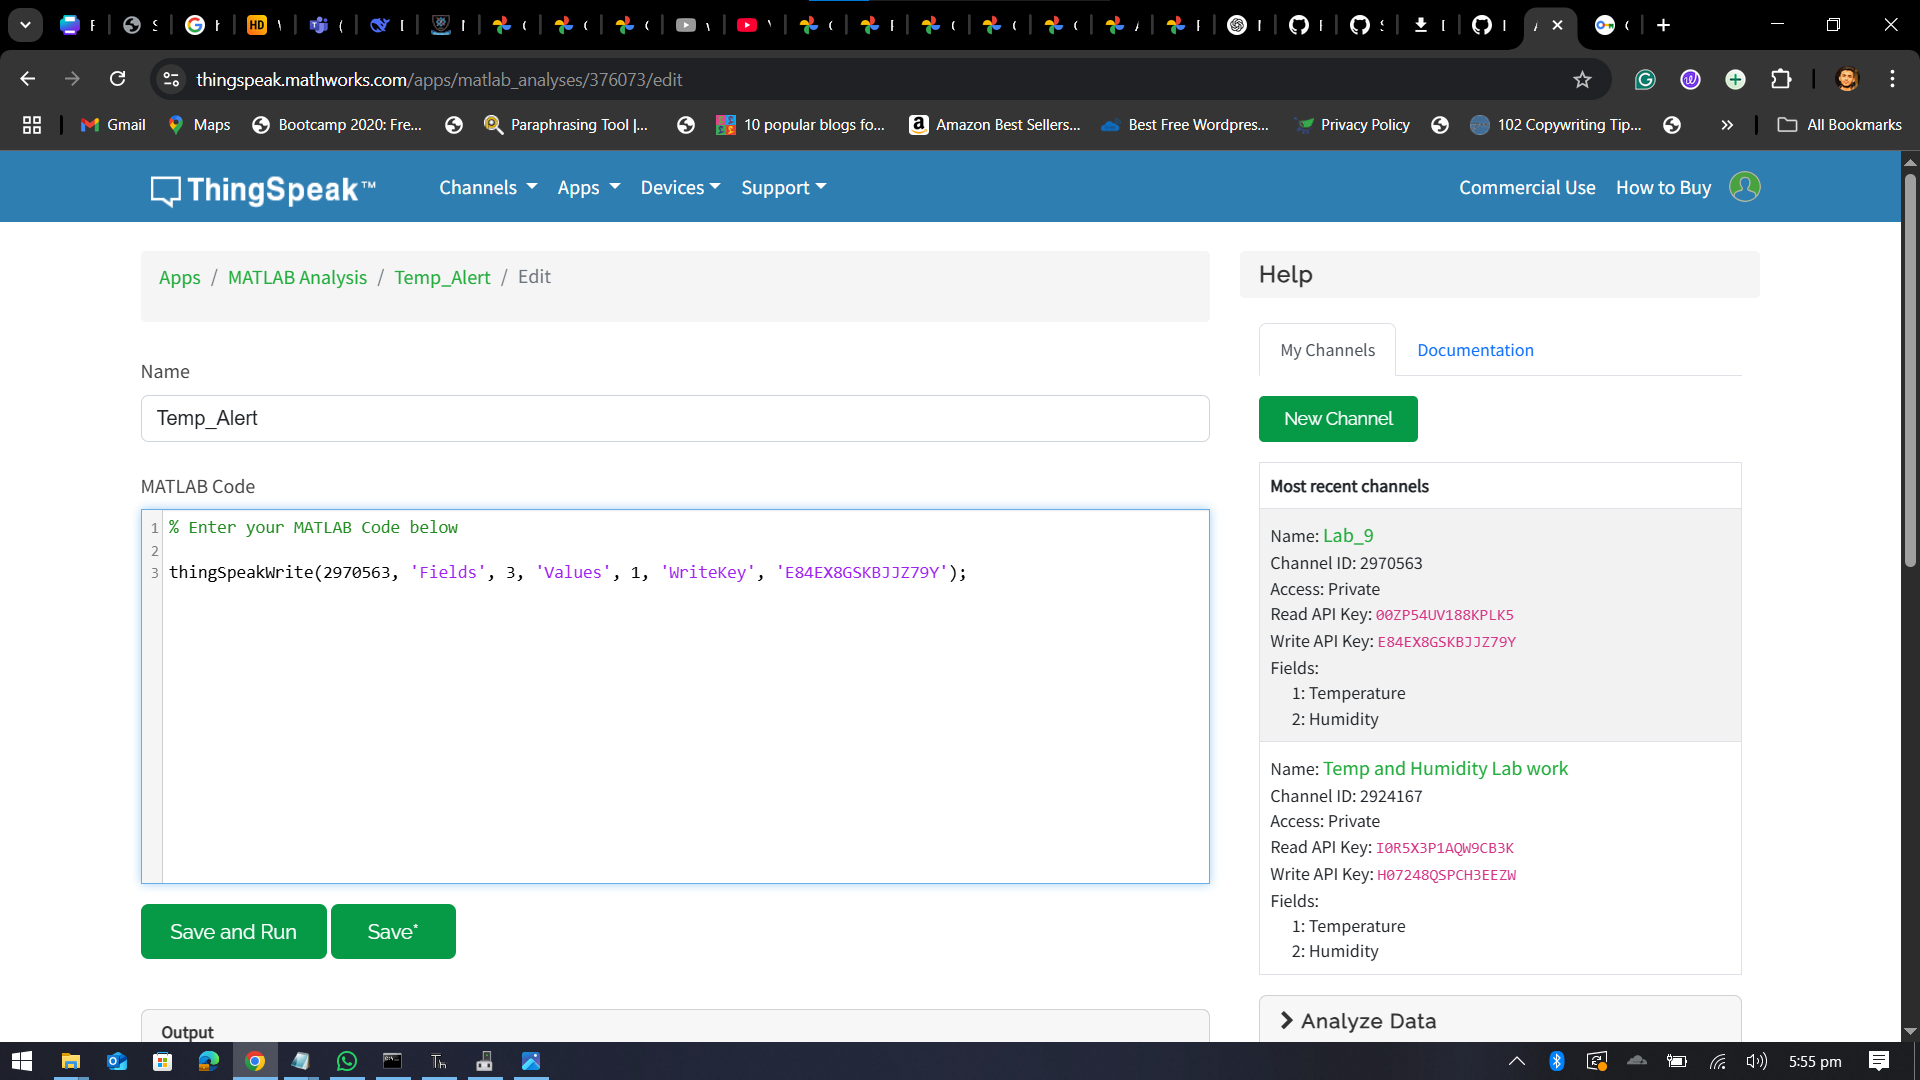 thingspeak.mathworks.com/apps/matlab_analyses/376073/edit
Gmail
Maps
Bootcamp 2020: Fre...
Paraphrasing Tool |...
10 popular blogs fo...
Amazon Best Sellers...
Best Free Wordpres...
Privacy Policy
102 Copywriting Tip...
All Bookmarks
ThingSpeak™
Channels
Apps
Devices
Support
Commercial Use
How to Buy
Apps / MATLAB Analysis / Temp_Alert / Edit
Name
Temp_Alert
MATLAB Code
1 % Enter your MATLAB Code below
2
3 thingSpeakWrite(2970563, 'Fields', 3, 'Values', 1, 'WriteKey', 'E84EX8GSKBJJZ79Y');
Save and Run
Save*
Output
Help
My Channels
Documentation
New Channel
Most recent channels
Name: Lab_9
Channel ID: 2970563
Access: Private
Read API Key: 00ZP54UV188KPLK5
Write API Key: E84EX8GSKBJJZ79Y
Fields:
1: Temperature
2: Humidity
Name: Temp and Humidity Lab work
Channel ID: 2924167
Access: Private
Read API Key: I0R5X3P1AQW9CB3K
Write API Key: H07248QSPCH3EEZW
Fields:
1: Temperature
2: Humidity
Analyze Data
5:55 pm